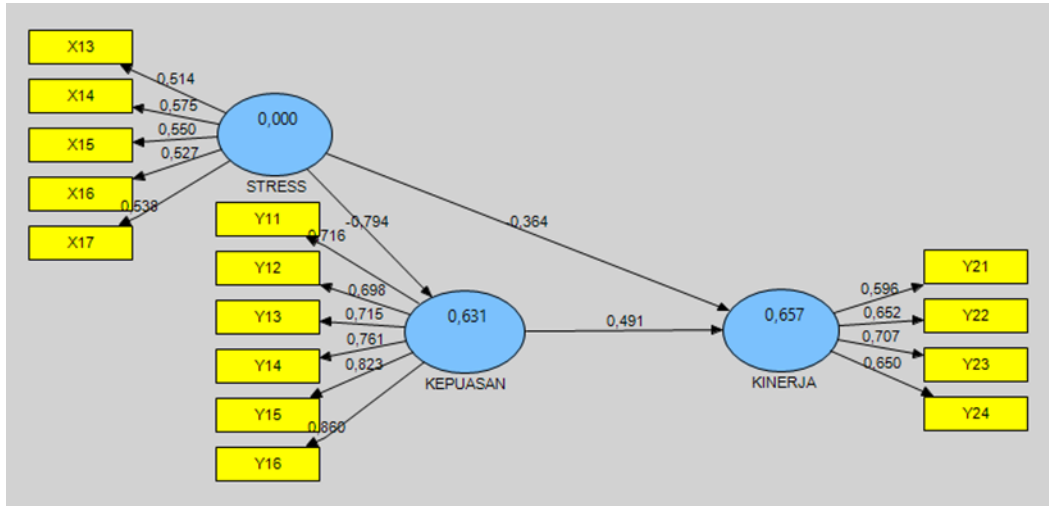 X13
X14
X15
X16
X17
0,514
0,575
0,550
0,527
0,538
0,000
STRESS
-0,794
-0,364
Y11
Y12
Y13
Y14
Y15
Y16
0,716
0,698
0,715
0,761
0,823
0,860
0,631
KEPUASAN
0,491
0,657
KINERJA
0,596
0,652
0,707
0,650
Y21
Y22
Y23
Y24